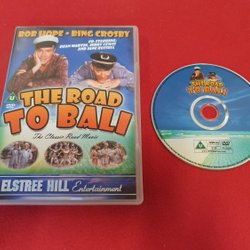 BOB HOPE • BING CROSBY
CO-STARRING
DEAN MARTIN, JERRY LEWIS
AND JANE RUSSELL
THE ROAD
TO BALI
The Classic Road Movie
ELSTREE HILL
Entertainment
THE ROAD
TO BALI